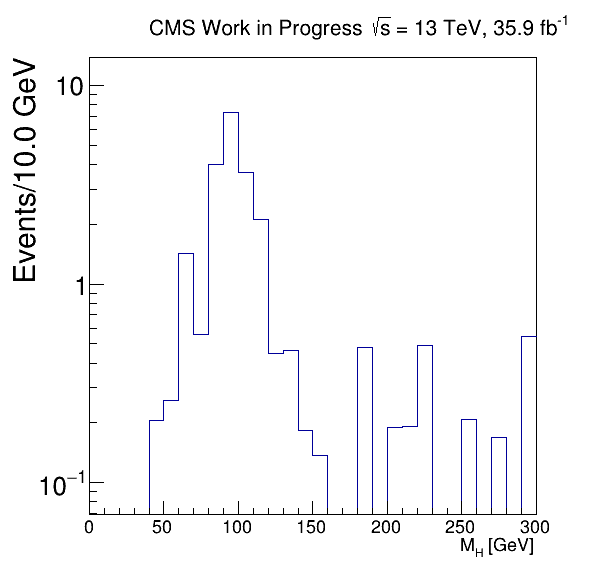 CMS Work in Progress √s = 13 TeV, 35.9 fb⁻¹
Events/10.0 GeV
10
1
10⁻¹
0 50 100 150 200 250 300
M_H [GeV]